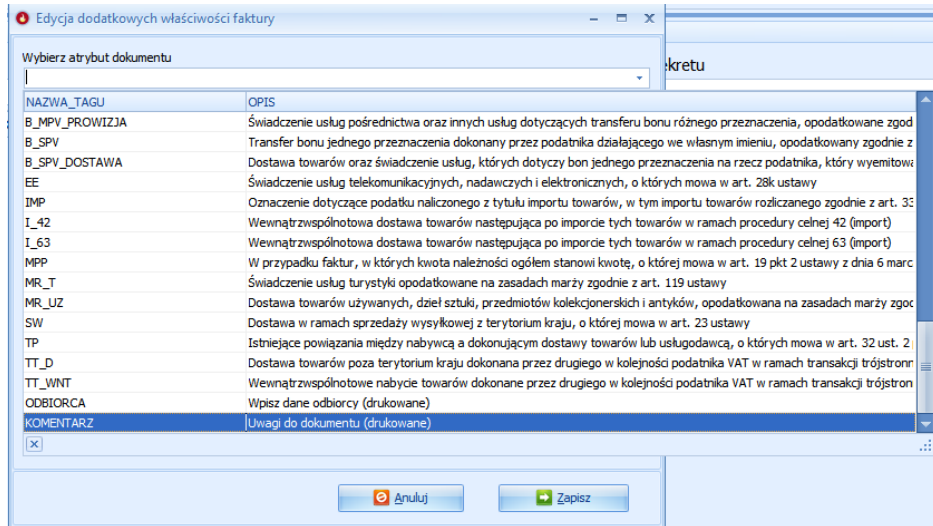 Edycja dodatkowych właściwości faktury
Wybierz atrybut dokumentu
ekretu
NAZWA_TAGU OPIS
B_MPV_PROWIZJA Świadczenie usług pośrednictwa oraz innych usług dotyczących transferu bonu różnego przeznaczenia, opodatkowane zgod
B_SPV Transfer bonu jednego przeznaczenia dokonany przez podatnika działającego we własnym imieniu, opodatkowany zgodnie z
B_SPV_DOSTAWA Dostawa towarów oraz świadczenie usług, których dotyczy bon jednego przeznaczenia na rzecz podatnika, który wyemitowa
EE Świadczenie usług telekomunikacyjnych, nadawczych i elektronicznych, o których mowa w art. 28k ustawy
IMP Oznaczenie dotyczące podatku naliczonego z tytułu importu towarów, w tym importu towarów rozliczanego zgodnie z art. 33
I_42 Wewnątrzwspólnotowa dostawa towarów następująca po imporcie tych towarów w ramach procedury celnej 42 (import)
I_63 Wewnątrzwspólnotowa dostawa towarów następująca po imporcie tych towarów w ramach procedury celnej 63 (import)
MPP W przypadku faktur, w których kwota należności ogółem stanowi kwotę, o której mowa w art. 19 pkt 2 ustawy z dnia 6 marc
MR_T Świadczenie usług turystyki opodatkowane na zasadach marży zgodnie z art. 119 ustawy
MR_UZ Dostawa towarów używanych, dzieł sztuki, przedmiotów kolekcjonerskich i antyków, opodatkowana na zasadach marży zgoc
SW Dostawa w ramach sprzedaży wysyłkowej z terytorium kraju, o której mowa w art. 23 ustawy
TP Istniejące powiązania między nabywcą a dokonującym dostawy towarów lub usługodawcą, o których mowa w art. 32 ust. 2
TT_D Dostawa towarów poza terytorium kraju dokonana przez drugiego w kolejności podatnika VAT w ramach transakcji trójstronn
TT_WNT Wewnątrzwspólnotowe nabycie towarów dokonane przez drugiego w kolejności podatnika VAT w ramach transakcji trójstron
ODBIORCA Wpisz dane odbiorcy (drukowane)
KOMENTARZ Uwagi do dokumentu (drukowane)
Anuluj Zapisz